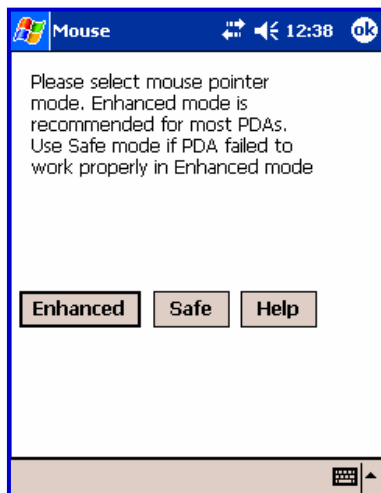 Mouse 12:38 ok
Please select mouse pointer
mode. Enhanced mode is
recommended for most PDAs.
Use Safe mode if PDA failed to
work properly in Enhanced mode
Enhanced Safe Help